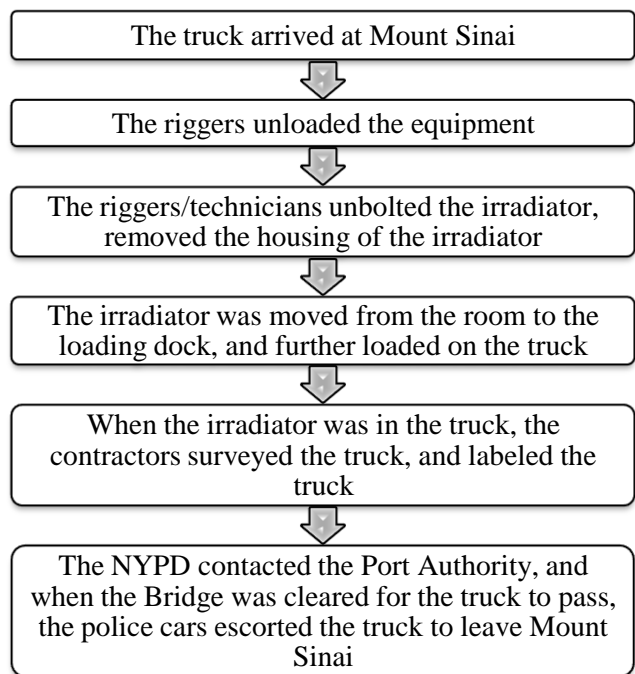 The truck arrived at Mount Sinai
The riggers unloaded the equipment
The riggers/technicians unbolted the irradiator,
removed the housing of the irradiator
The irradiator was moved from the room to the
loading dock, and further loaded on the truck
When the irradiator was in the truck, the
contractors surveyed the truck, and labeled the
truck
The NYPD contacted the Port Authority, and
when the Bridge was cleared for the truck to pass,
the police cars escorted the truck to leave Mount
Sinai